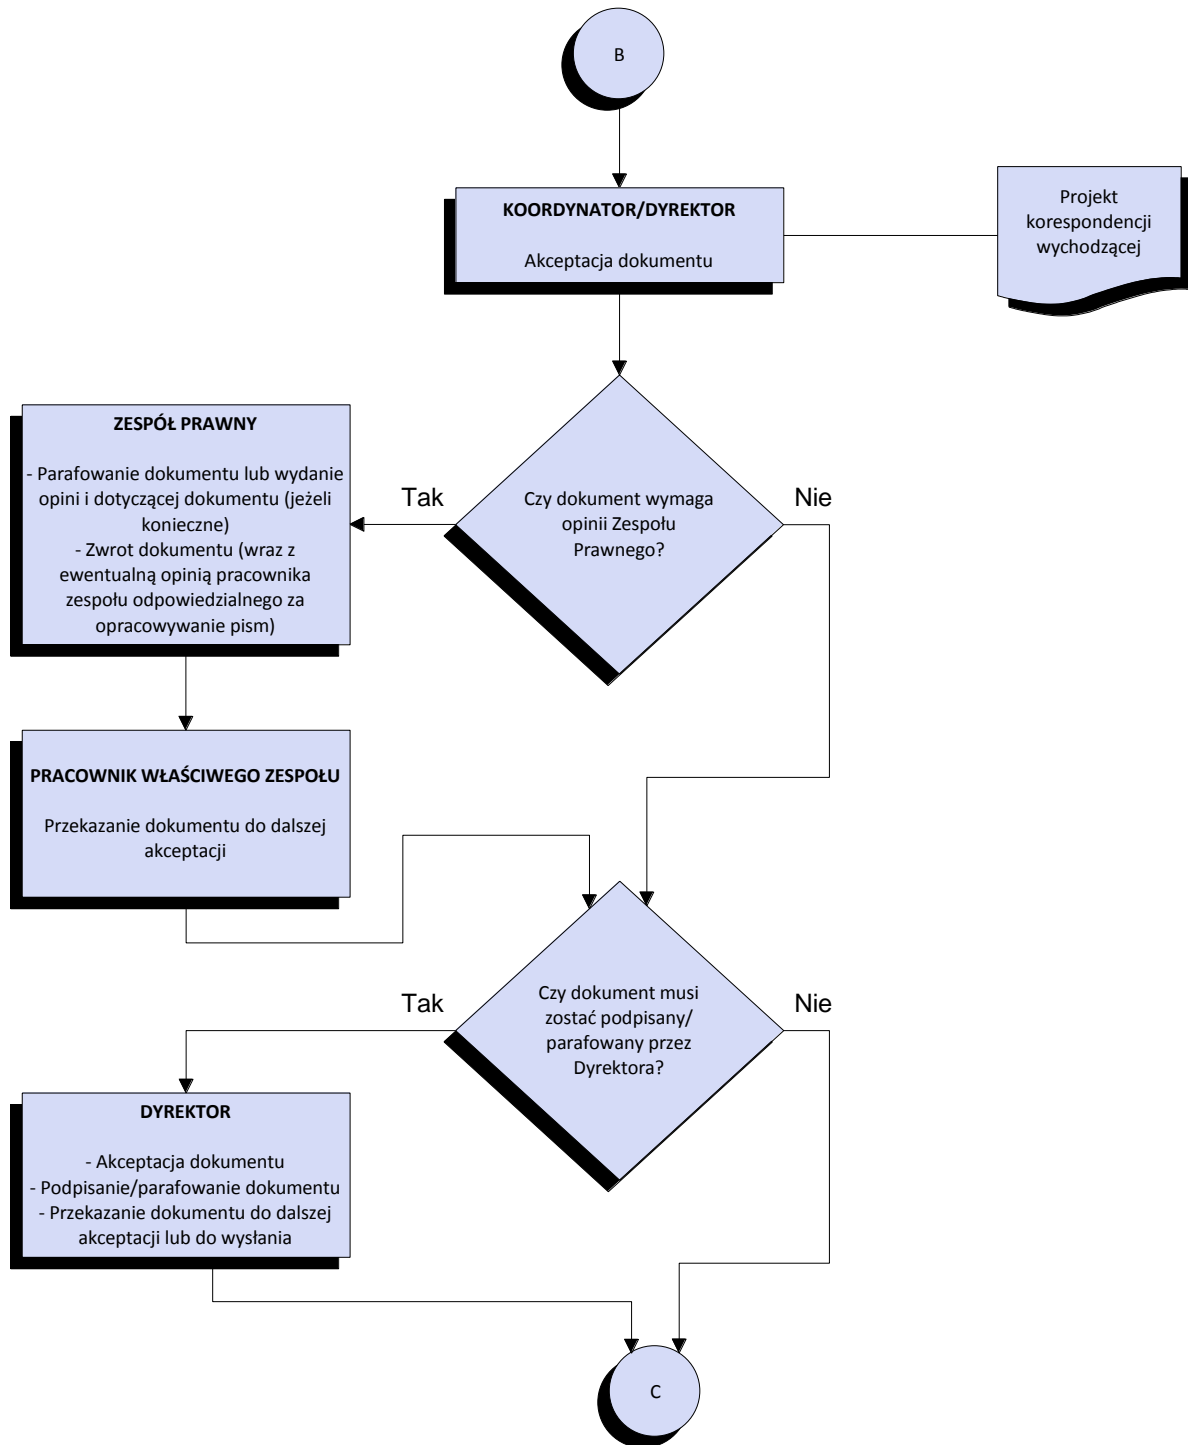 B
KOORDYNATOR/DYREKTOR
Akceptacja dokumentu
Projekt
korespondencji
wychodzącej
ZESPÓŁ PRAWNY
- Parafowanie dokumentu lub wydanie
opini i dotyczącej dokumentu (jeżeli
konieczne)
- Zwrot dokumentu (wraz z
ewentualną opinią pracownika
zespołu odpowiedzialnego za
opracowywanie pism)
Tak
Czy dokument wymaga
opinii Zespołu
Prawnego?
Nie
PRACOWNIK WŁAŚCIWEGO ZESPOŁU
Przekazanie dokumentu do dalszej
akceptacji
Tak
Czy dokument musi
zostać podpisany/
parafowany przez
Dyrektora?
Nie
DYREKTOR
- Akceptacja dokumentu
- Podpisanie/parafowanie dokumentu
- Przekazanie dokumentu do dalszej
akceptacji lub do wysłania
C